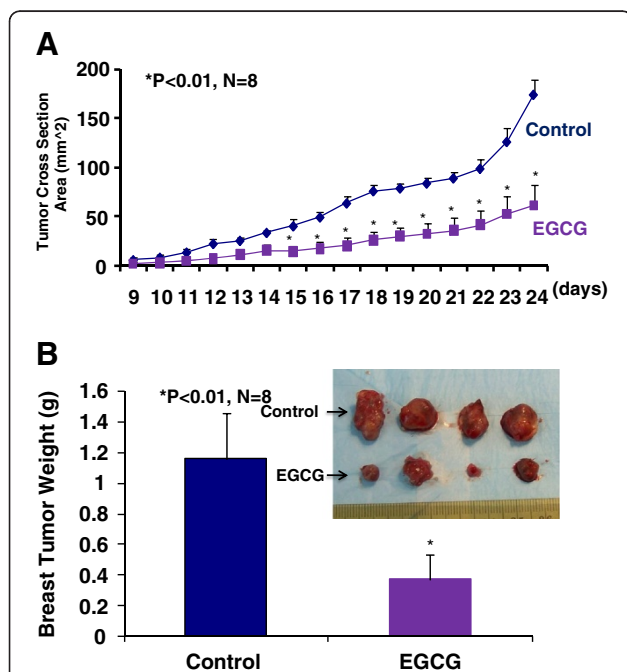 A
200
150
100
50
0
*P<0.01, N=8
Tumor Cross Section
Area (mm^2)
Control
EGCG
* * * * * * * * * *
9 10 11 12 13 14 15 16 17 18 19 20 21 22 23 24 (days)
B
1.6
1.4
1.2
1
0.8
0.6
0.4
0.2
0
Breast Tumor Weight (g)
*P<0.01, N=8
Control
EGCG
*
Control EGCG